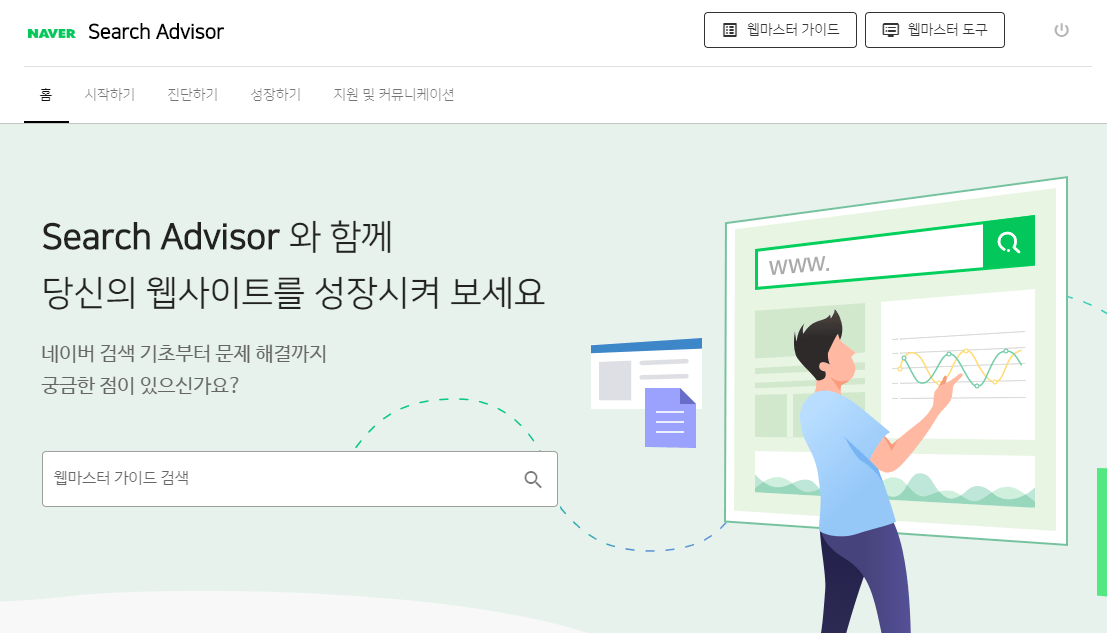 NAVER Search Advisor
웹마스터 가이드
웹마스터 도구
홈
시작하기
진단하기
성장하기
지원 및 커뮤니케이션
Search Advisor 와 함께
당신의 웹사이트를 성장시켜 보세요
네이버 검색 기초부터 문제 해결까지
궁금한 점이 있으신가요?
웹마스터 가이드 검색
www.